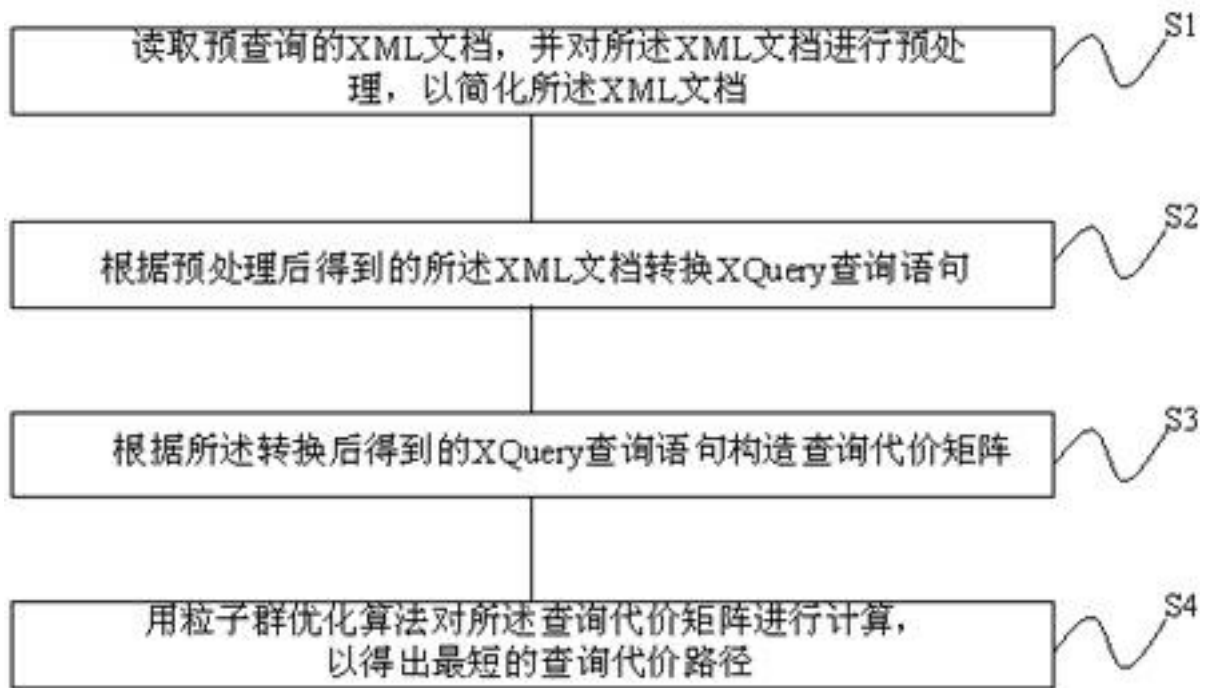 读取预查询的XML文档，并对所述XML文档进行预处
理，以简化所述XML文档
S1
根据预处理后得到的所述XML文档转换XQuery查询语句
S2
根据所述转换后得到的XQuery查询语句构造查询代价矩阵
S3
用粒子群优化算法对所述查询代价矩阵进行计算，
以得出最短的查询代价路径
S4